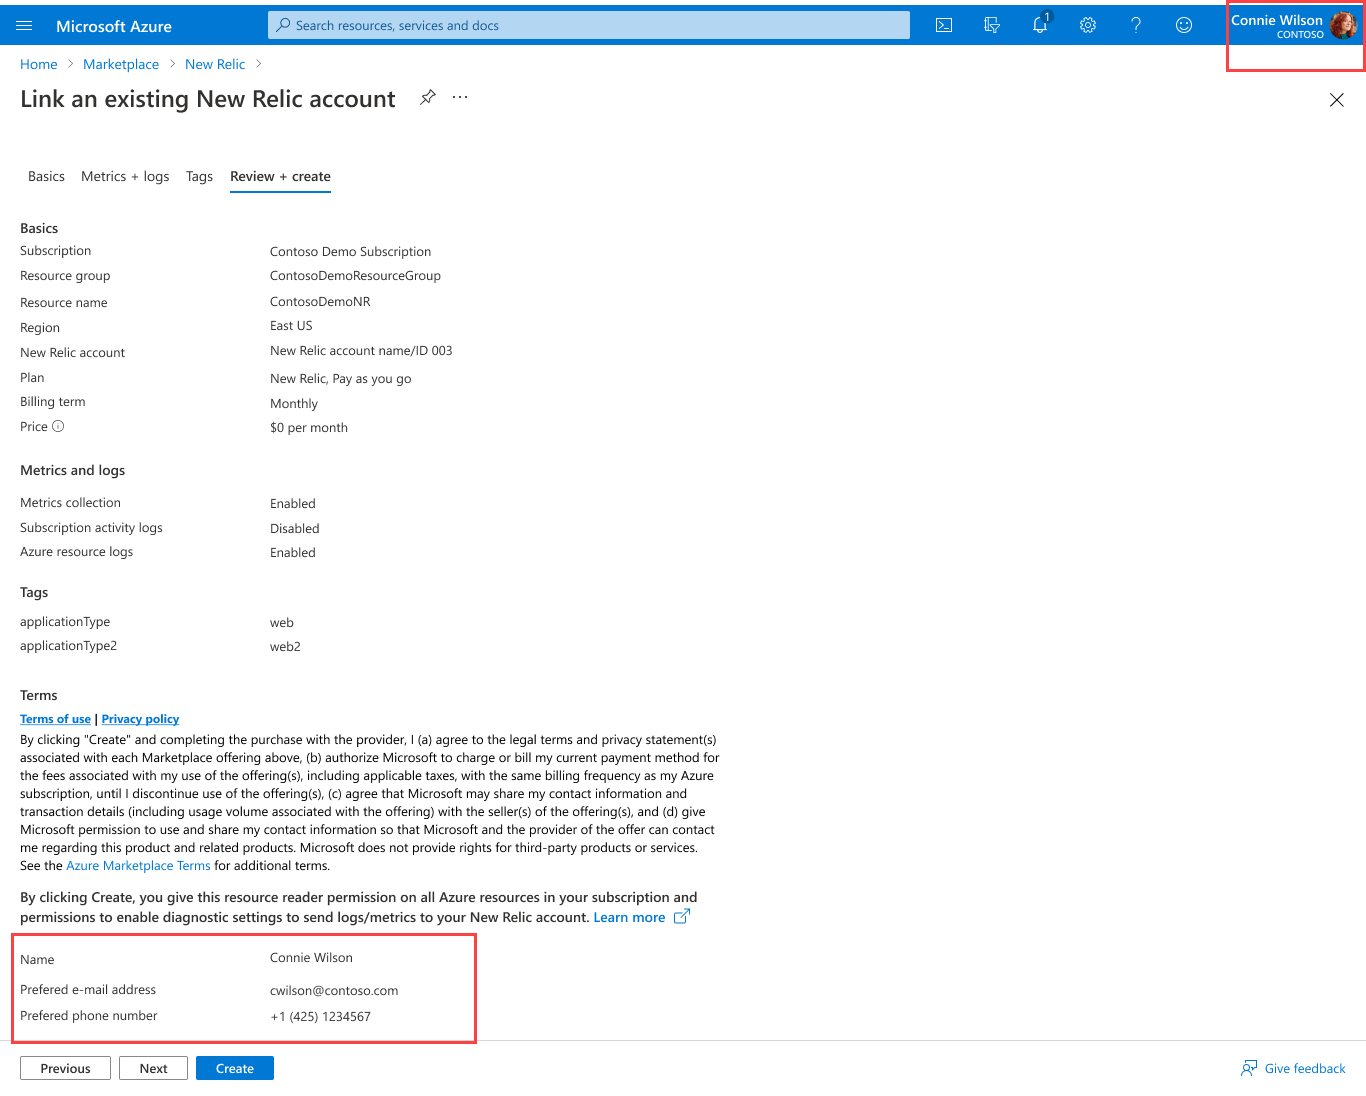 Microsoft Azure
Search resources, services and docs
1
Connie Wilson
CONTOSO
Home > Marketplace > New Relic >
Link an existing New Relic account
Basics Metrics + logs Tags Review + create
Basics
Subscription Contoso Demo Subscription
Resource group ContosoDemoResourceGroup
Resource name ContosoDemoNR
Region East US
New Relic account New Relic account name/ID 003
Plan New Relic, Pay as you go
Billing term Monthly
Price $0 per month
Metrics and logs
Metrics collection Enabled
Subscription activity logs Disabled
Azure resource logs Enabled
Tags
applicationType web
applicationType2 web2
Terms
Terms of use | Privacy policy
By clicking "Create" and completing the purchase with the provider, I (a) agree to the legal terms and privacy statement(s)
associated with each Marketplace offering above, (b) authorize Microsoft to charge or bill my current payment method for
the fees associated with my use of the offering(s), including applicable taxes, with the same billing frequency as my Azure
subscription, until I discontinue use of the offering(s), (c) agree that Microsoft may share my contact information and
transaction details (including usage volume associated with the offering) with the seller(s) of the offering(s), and (d) give
Microsoft permission to use and share my contact information so that Microsoft and the provider of the offer can contact
me regarding this product and related products. Microsoft does not provide rights for third-party products or services.
See the Azure Marketplace Terms for additional terms.
By clicking Create, you give this resource reader permission on all Azure resources in your subscription and
permissions to enable diagnostic settings to send logs/metrics to your New Relic account. Learn more
Name Connie Wilson
Prefered e-mail address cwilson@contoso.com
Prefered phone number +1 (425) 1234567
Previous Next Create Give feedback